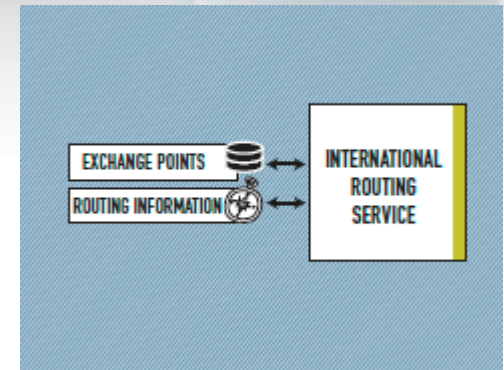 EXCHANGE POINTS
ROUTING INFORMATION
INTERNATIONAL
ROUTING
SERVICE